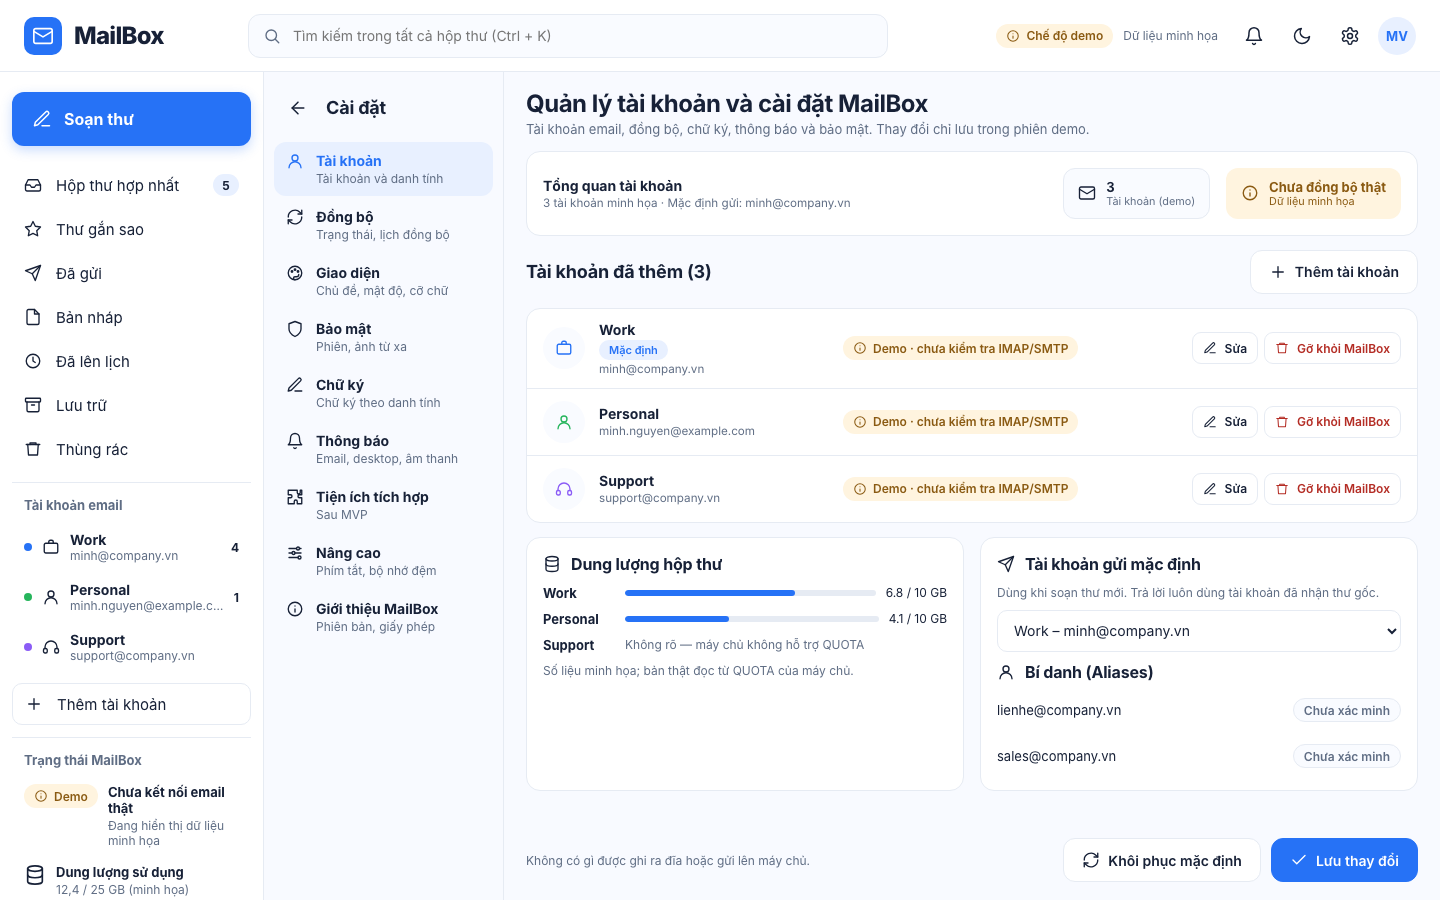 MailBox
Tìm kiếm trong tất cả hộp thư (Ctrl + K)
Chế độ demo
Dữ liệu minh họa
MV
Soạn thư
Hộp thư hợp nhất
5
Thư gắn sao
Đã gửi
Bản nháp
Đã lên lịch
Lưu trữ
Thùng rác
Tài khoản email
Work
minh@company.vn
4
Personal
minh.nguyen@example.c...
1
Support
support@company.vn
Thêm tài khoản
Trạng thái MailBox
Demo
Chưa kết nối email
thật
Đang hiển thị dữ liệu
minh họa
Dung lượng sử dụng
12,4 / 25 GB (minh họa)
Cài đặt
Tài khoản
Tài khoản và danh tính
Đồng bộ
Trạng thái, lịch đồng bộ
Giao diện
Chủ đề, mật độ, cỡ chữ
Bảo mật
Phiên, ảnh từ xa
Chữ ký
Chữ ký theo danh tính
Thông báo
Email, desktop, âm thanh
Tiện ích tích hợp
Sau MVP
Nâng cao
Phím tắt, bộ nhớ đệm
Giới thiệu MailBox
Phiên bản, giấy phép
Quản lý tài khoản và cài đặt MailBox
Tài khoản email, đồng bộ, chữ ký, thông báo và bảo mật. Thay đổi chỉ lưu trong phiên demo.
Tổng quan tài khoản
3 tài khoản minh họa · Mặc định gửi: minh@company.vn
3
Tài khoản (demo)
Chưa đồng bộ thật
Dữ liệu minh họa
Tài khoản đã thêm (3)
Thêm tài khoản
Work
Mặc định
minh@company.vn
Demo · chưa kiểm tra IMAP/SMTP
Sửa
Gỡ khỏi MailBox
Personal
minh.nguyen@example.com
Demo · chưa kiểm tra IMAP/SMTP
Sửa
Gỡ khỏi MailBox
Support
support@company.vn
Demo · chưa kiểm tra IMAP/SMTP
Sửa
Gỡ khỏi MailBox
Dung lượng hộp thư
Work
6.8 / 10 GB
Personal
4.1 / 10 GB
Support
Không rõ — máy chủ không hỗ trợ QUOTA
Số liệu minh họa; bản thật đọc từ QUOTA của máy chủ.
Tài khoản gửi mặc định
Dùng khi soạn thư mới. Trả lời luôn dùng tài khoản đã nhận thư gốc.
Work – minh@company.vn
Bí danh (Aliases)
lienhe@company.vn
Chưa xác minh
sales@company.vn
Chưa xác minh
Không có gì được ghi ra đĩa hoặc gửi lên máy chủ.
Khôi phục mặc định
Lưu thay đổi